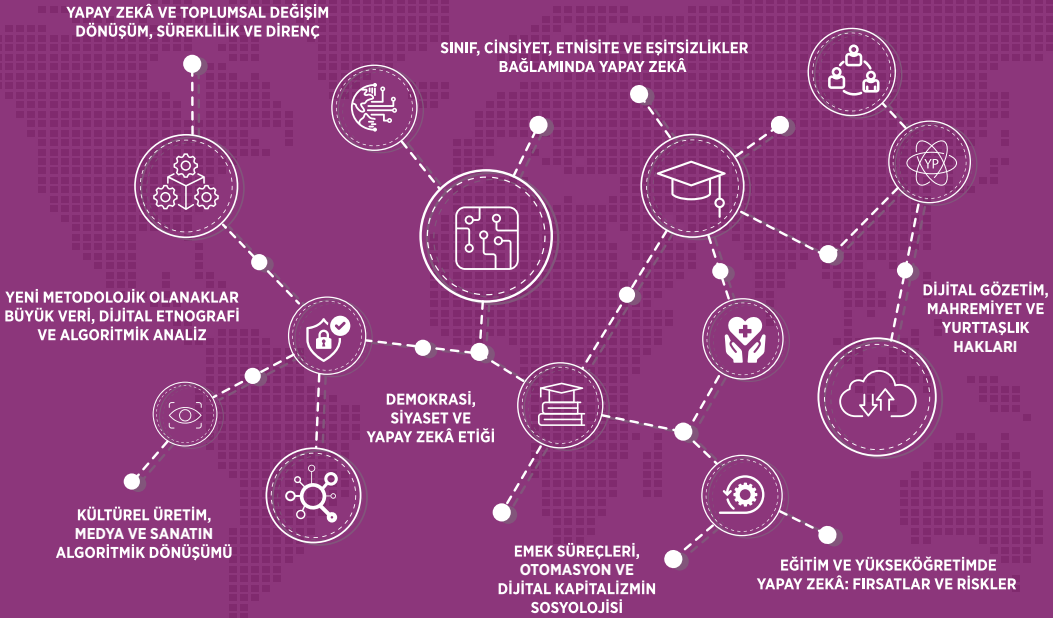 YAPAY ZEKÂ VE TOPLUMSAL DEĞİŞİM
DÖNÜŞÜM, SÜREKLİLİK VE DİRENÇ
SINIF, CİNSİYET, ETNİSİTE VE EŞİTSİZLİKLER
BAĞLAMINDA YAPAY ZEKÂ
YP
YENİ METODOLOJİK OLANAKLAR
BÜYÜK VERİ, DİJİTAL ETNOGRAFİ
VE ALGORİTMİK ANALİZ
DİJİTAL GÖZETİM,
MAHREMİYET VE
YURTTAŞLIK
HAKLARI
DEMOKRASİ,
SİYASET VE
YAPAY ZEKÂ ETİĞİ
KÜLTÜREL ÜRETİM,
MEDYA VE SANATIN
ALGORİTMİK DÖNÜŞÜMÜ
EMEK SÜREÇLERİ,
OTOMASYON VE
DİJİTAL KAPİTALİZMİN
SOSYOLOJİSİ
EĞİTİM VE YÜKSEKÖĞRETİMDE
YAPAY ZEKÂ: FIRSATLAR VE RİSKLER